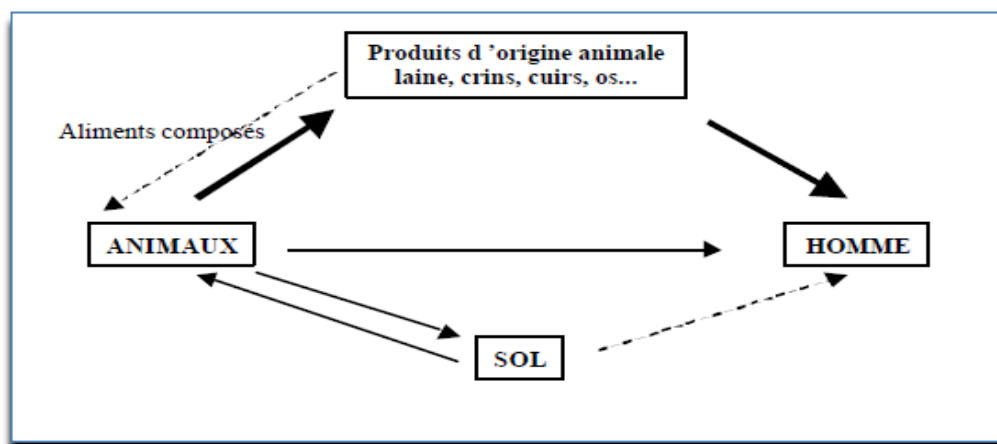 Produits d ’origine animale
laine, crins, cuirs, os...
Aliments composés
ANIMAUX
HOMME
SOL